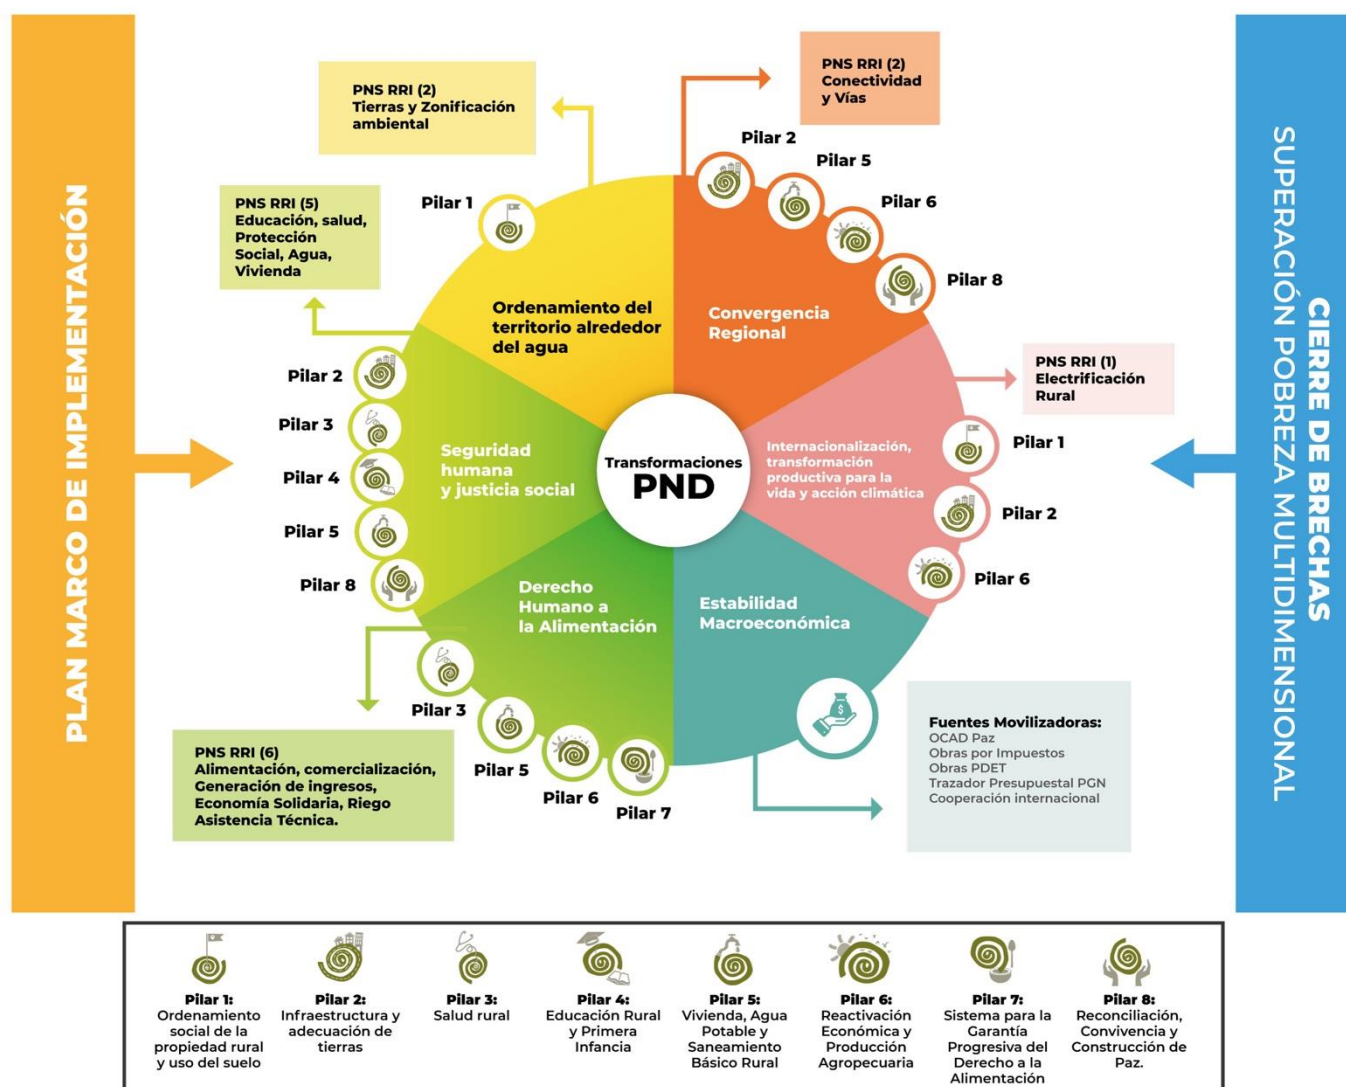 PLAN MARCO DE IMPLEMENTACIÓN
PNS RRI (2)
Tierras y Zonificación
ambiental
PNS RRI (2)
Conectividad
y Vías
PNS RRI (5)
Educación, salud,
Protección
Social, Agua,
Vivienda
Pilar 1
Pilar 2
Pilar 5
Pilar 6
Pilar 8
Ordenamiento del
territorio alrededor
del agua
Convergencia
Regional
PNS RRI (1)
Electrificación
Rural
Pilar 2
Pilar 3
Pilar 4
Pilar 5
Pilar 8
Seguridad
humana
y justicia social
Transformaciones
PND
Internacionalización,
transformación
productiva para la
vida y acción climática
Pilar 1
Pilar 2
Pilar 6
Derecho
Humano a
la Alimentación
Estabilidad
Macroeconómica
Pilar 3
Pilar 5
Pilar 6
Pilar 7
$
PNS RRI (6)
Alimentación, comercialización,
Generación de ingresos,
Economía Solidaria, Riego
Asistencia Técnica.
Fuentes Movilizadoras:
OCAD Paz
Obras por Impuestos
Obras PDET
Trazador Presupuestal PGN
Cooperación internacional
CIERRE DE BRECHAS
SUPERACIÓN POBREZA MULTIDIMENSIONAL
Pilar 1:
Ordenamiento
social de la
propiedad rural
y uso del suelo
Pilar 2:
Infraestructura y
adecuación de
tierras
Pilar 3:
Salud rural
Pilar 4:
Educación Rural
y Primera
Infancia
Pilar 5:
Vivienda, Agua
Potable y
Saneamiento
Básico Rural
Pilar 6:
Reactivación
Económica y
Producción
Agropecuaria
Pilar 7:
Sistema para la
Garantía
Progresiva del
Derecho a la
Alimentación
Pilar 8:
Reconciliación,
Convivencia y
Construcción de
Paz.